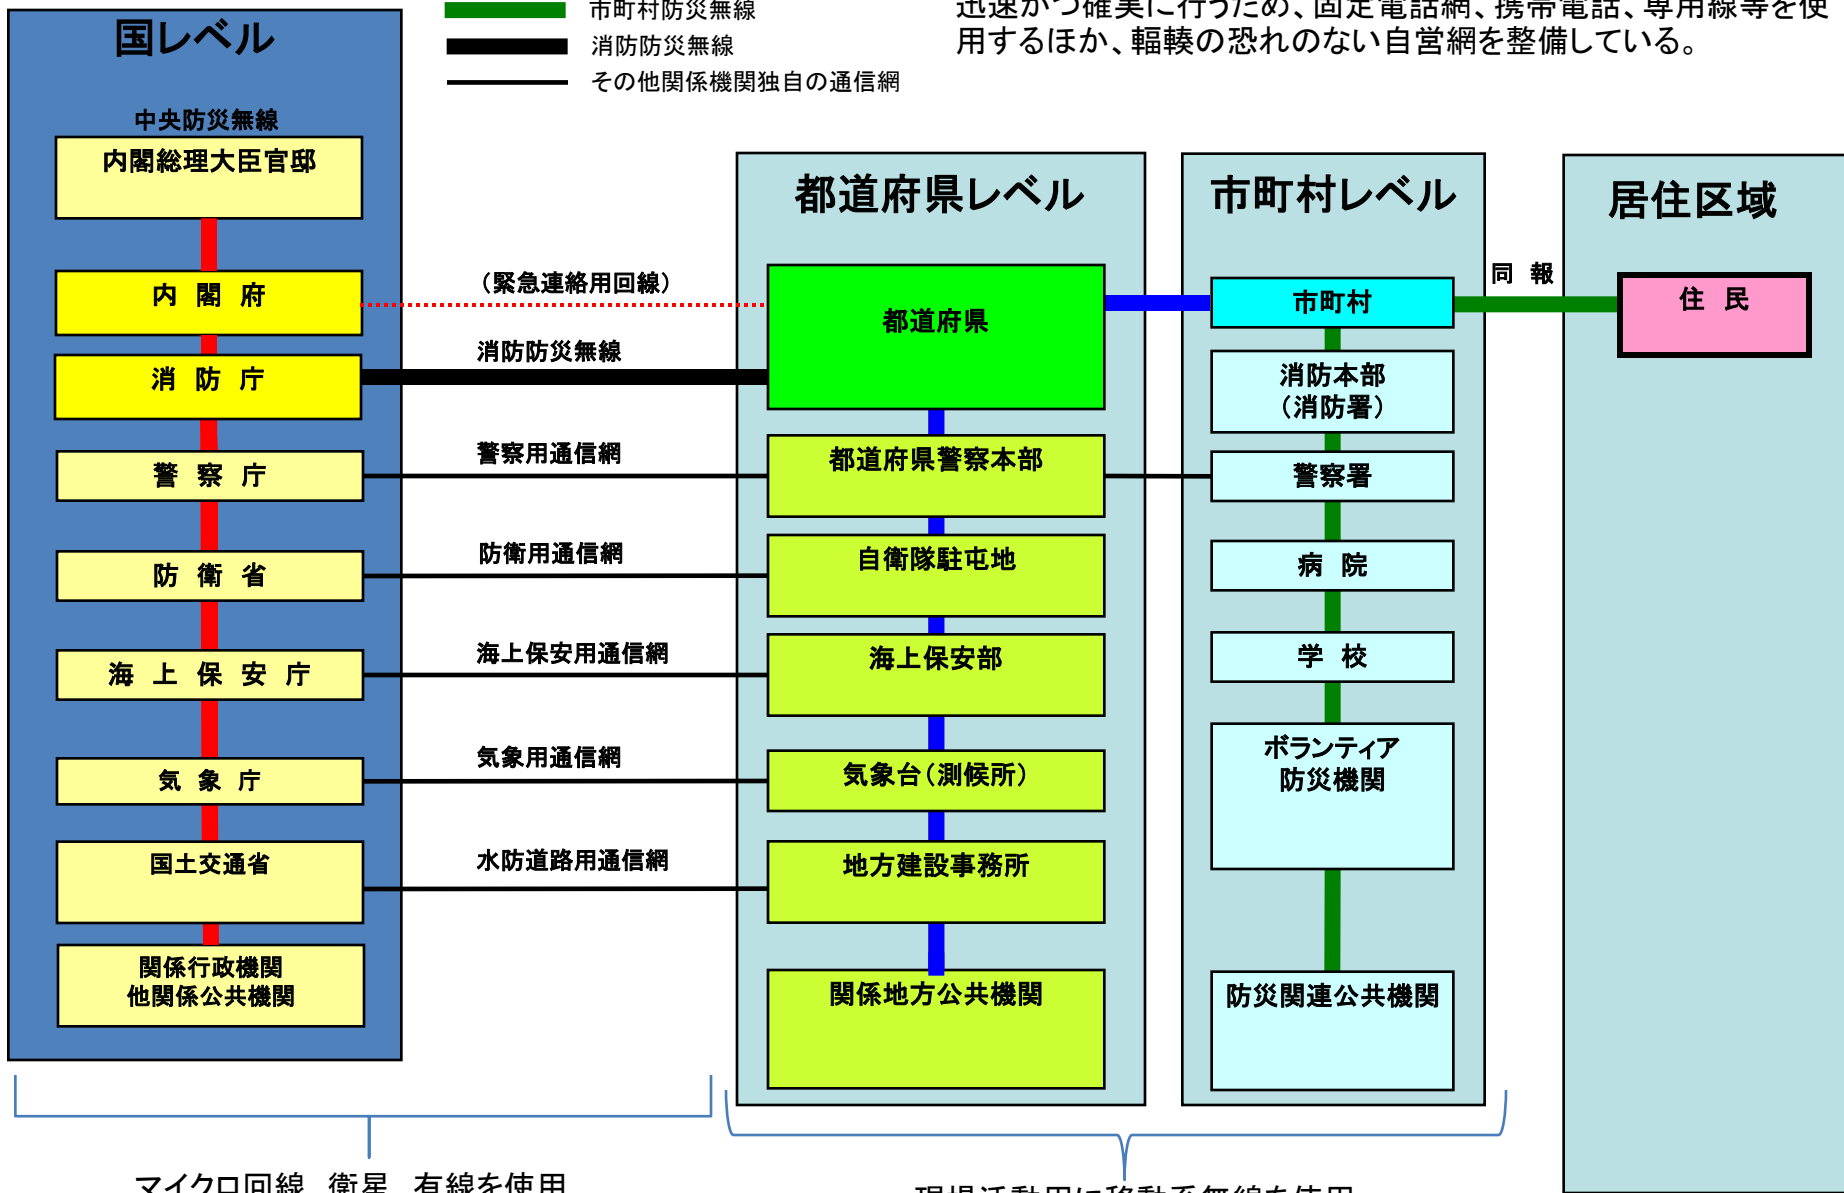 市町村防災無線
消防防災無線
その他関係機関独自の通信網
迅速かつ確実に行うため、固定電話網、携帯電話、専用線等を使
用するほか、輻輳の恐れのない自営網を整備している。
国レベル
中央防災無線
内閣総理大臣官邸
内 閣 府
消 防 庁
警 察 庁
防 衛 省
海 上 保 安 庁
気 象 庁
国土交通省
関係行政機関
他関係公共機関
（緊急連絡用回線）
消防防災無線
警察用通信網
防衛用通信網
海上保安用通信網
気象用通信網
水防道路用通信網
都道府県レベル
都道府県
都道府県警察本部
自衛隊駐屯地
海上保安部
気象台（測候所）
地方建設事務所
関係地方公共機関
市町村レベル
市町村
消防本部
（消防署）
警察署
病 院
学 校
ボランティア
防災機関
防災関連公共機関
同 報
居住区域
住 民
マイクロ回線 衛星 有線を使用
現場活動用に移動系無線を使用